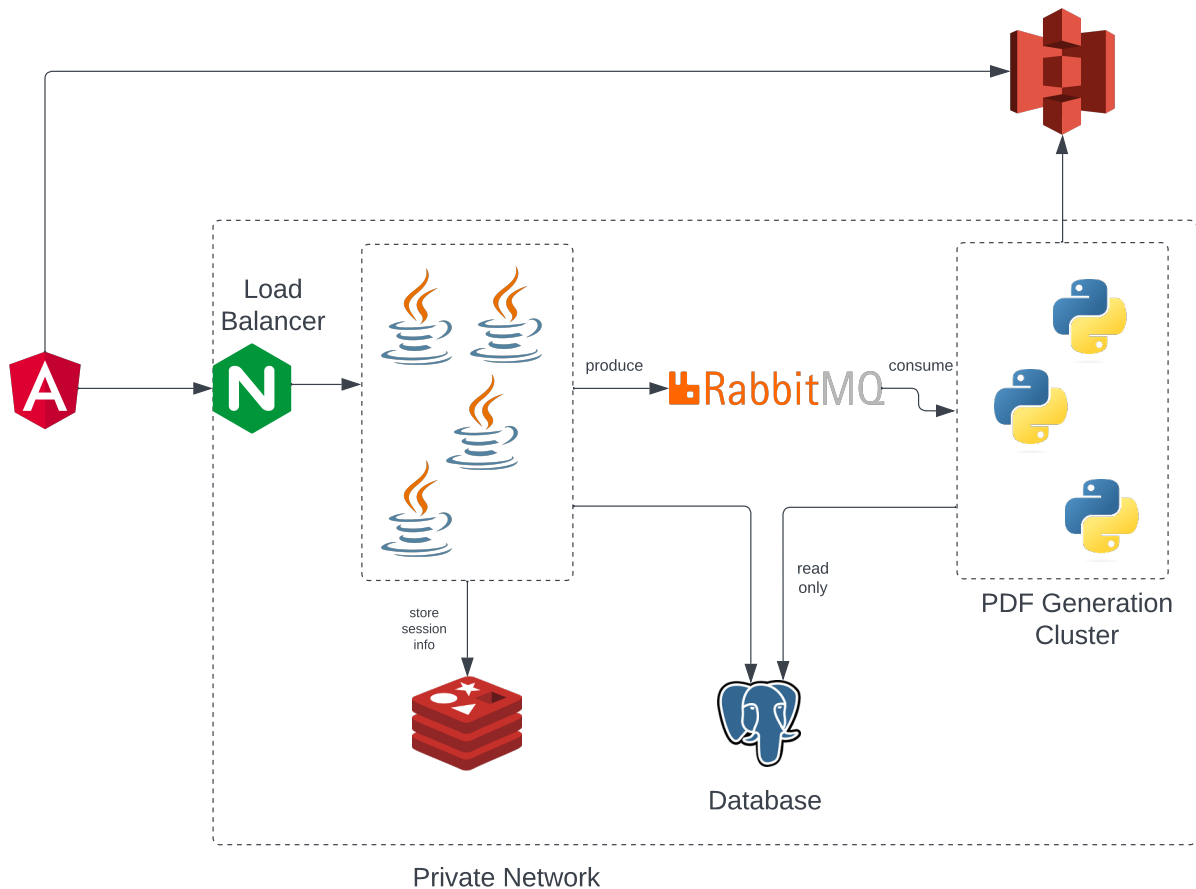 Load
Balancer
produce
RabbitMQ
consume
store
session
info
read
only
PDF Generation
Cluster
Database
Private Network